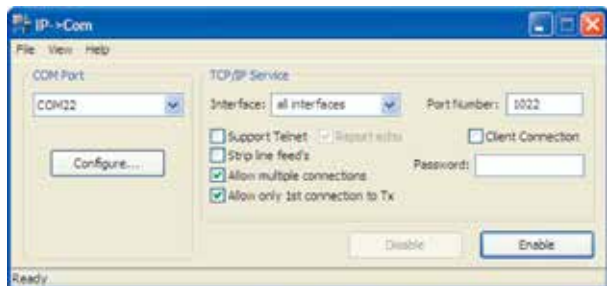 IP->Com
File View Help
COM Port
COM22
Configure....
TCP/IP Service
Interface: all interfaces Port Number: 1022
Support Telnet Report echo Client Connection
Strip line feed's
Password:
Allow multiple connections
Allow only 1st connection to Tx
Disable Enable
Ready